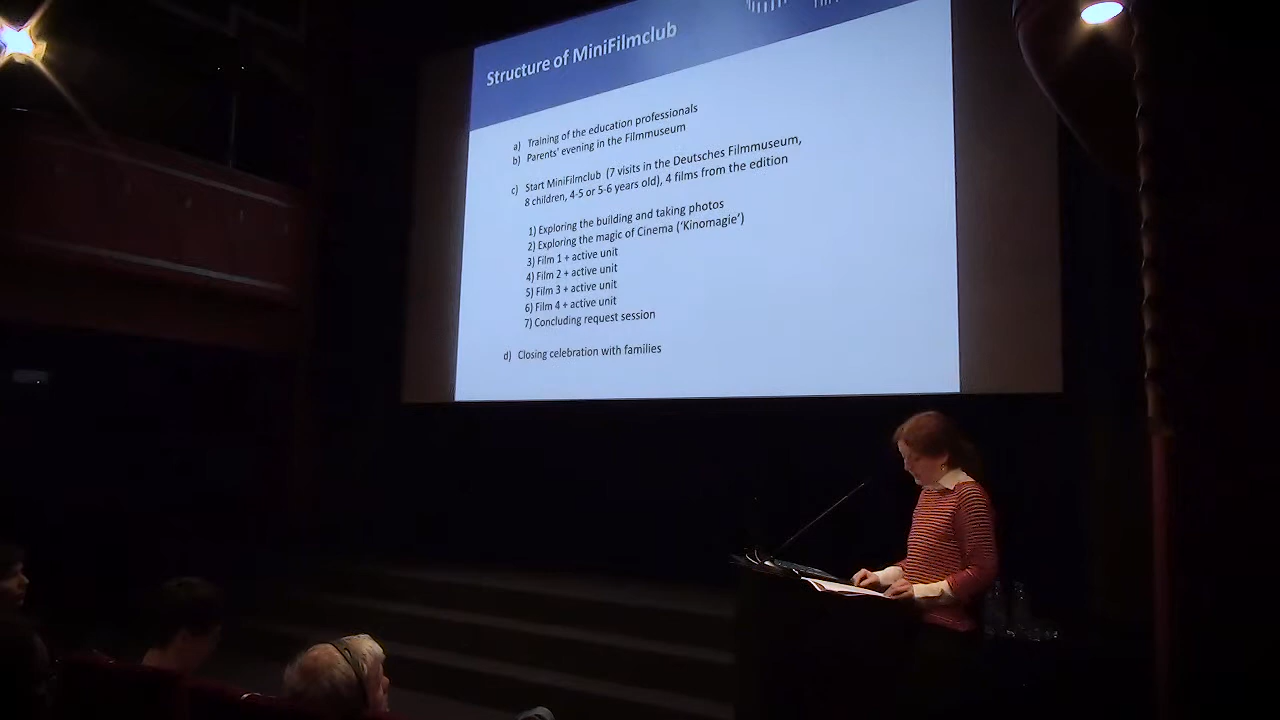 Structure of MiniFilmclub
a) Training of the education professionals
b) Parents' evening in the Filmmuseum
c) Start MiniFilmclub (7 visits in the Deutsches Filmmuseum,
8 children, 4-5 or 5-6 years old), 4 films from the edition
1) Exploring the building and taking photos
2) Exploring the magic of Cinema ('Kinomagie')
3) Film 1 + active unit
4) Film 2 + active unit
5) Film 3 + active unit
6) Film 4 + active unit
7) Concluding request session
d) Closing celebration with families